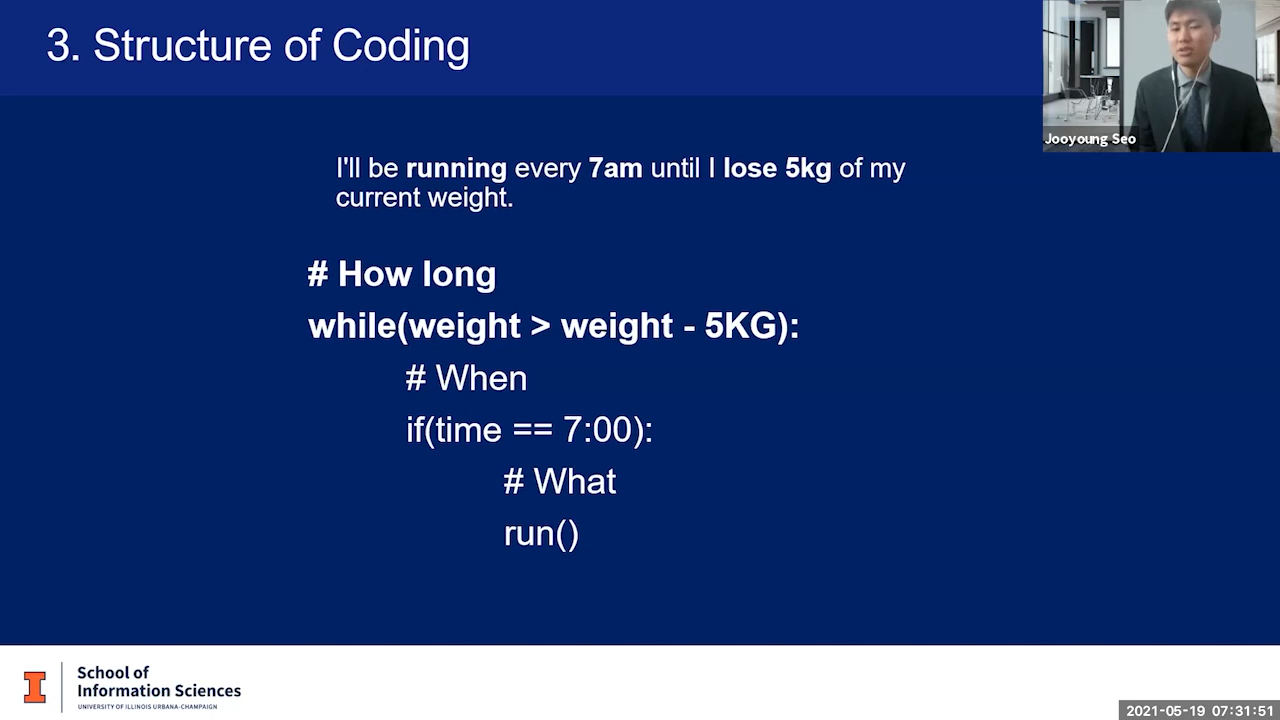 3. Structure of Coding
Jooyoung Seo
I'll be running every 7am until I lose 5kg of my
current weight.
# How long
while(weight > weight - 5KG):
# When
if(time == 7:00):
# What
run()
I
School of
Information Sciences
UNIVERSITY OF ILLINOIS URBANA-CHAMPAIGN
2021-05-19 07:31:51